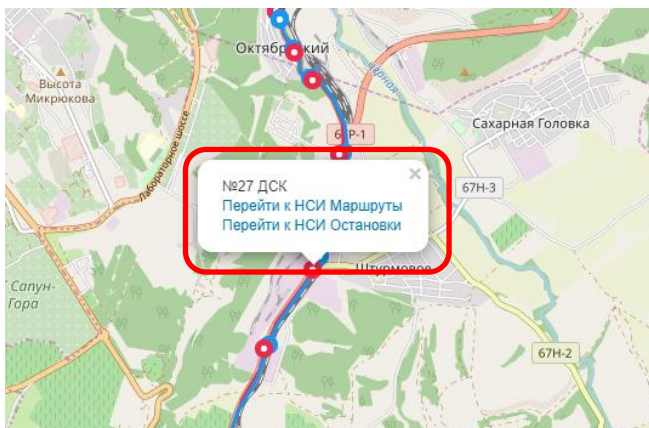 Октябрьский
Высота
Микрюкова
Чёрная
Лабораторное шоссе
Сахарная Головка
67Р-1
67Н-3
№27 ДСК
×
Перейти к НСИ Маршруты
Перейти к НСИ Остановки
Штурмовое
Сапун-
Гора
67Н-2